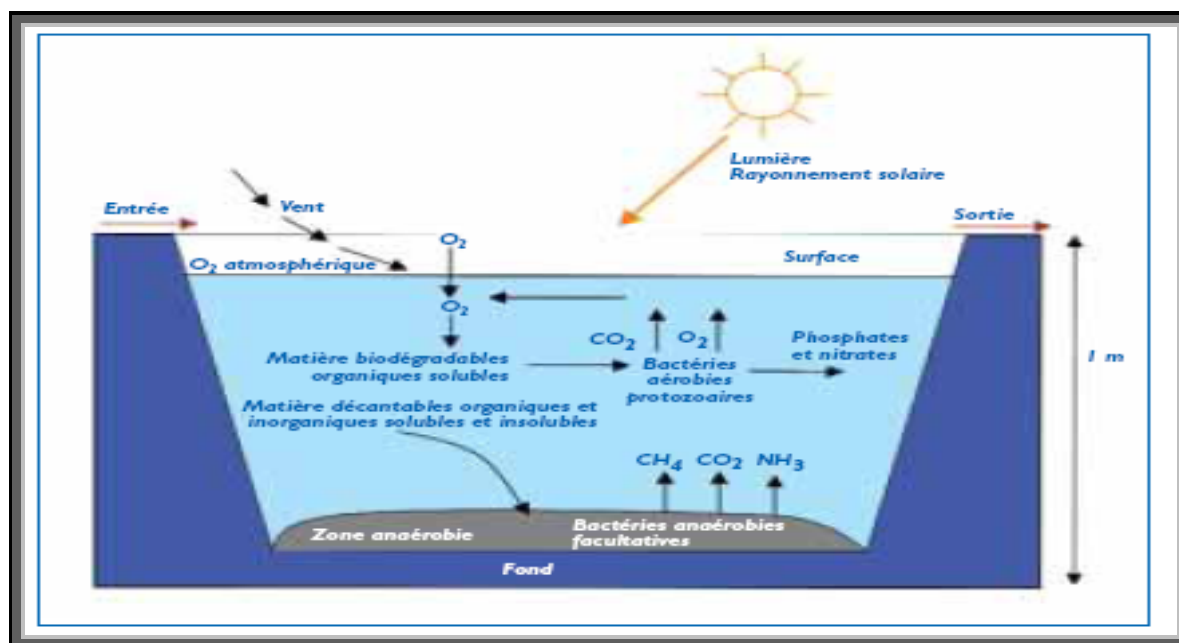 Lumière
Rayonnement solaire
Entrée
Vent
Sortie
O2
O2 atmosphérique
Surface
O2
CO2
O2
Phosphates
et nitrates
Matière biodégradables
organiques solubles
Bactéries
aérobies
protozoaires
1 m
Matière décantables organiques et
inorganiques solubles et insolubles
CH4
CO2
NH3
Zone anaérobie
Bactéries anaérobies
facultatives
Fond